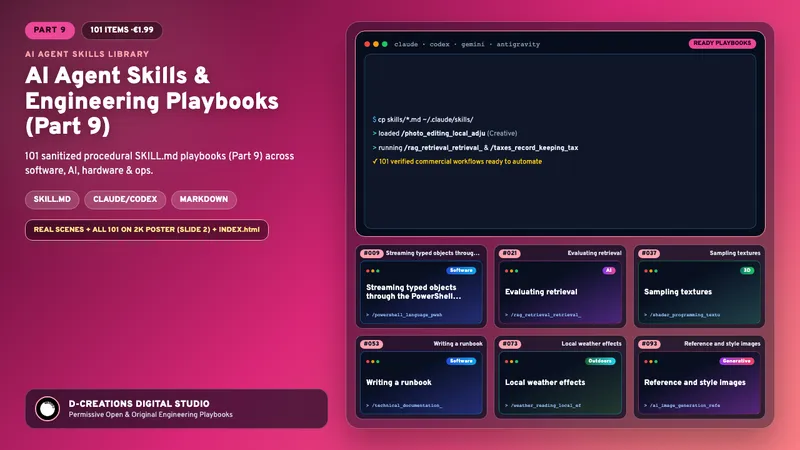 PART 9
101 ITEMS ·€1.99
AI AGENT SKILLS LIBRARY
AI Agent Skills &
Engineering Playbooks
(Part 9)
101 sanitized procedural SKILL.md playbooks (Part 9) across
software, AI, hardware & ops.
SKILL.MD
CLAUDE/CODEX
MARKDOWN
REAL SCENES + ALL 101 ON 2K POSTER (SLIDE 2) + INDEX.html
D-CREATIONS DIGITAL STUDIO
Permissive Open & Original Engineering Playbooks
claude · codex · gemini · antigravity
READY PLAYBOOKS
$ cp skills/*.md ~/.claude/skills/
> loaded /photo_editing_local_adju (Creative)
> running /rag_retrieval_retrieval_ & /taxes_record_keeping_tax
✓ 101 verified commercial workflows ready to automate
#009
Streaming typed objects throug...
Software
Streaming typed objects
through the PowerShell...
> /powershell_language_pwsh
#021
Evaluating retrieval
AI
Evaluating retrieval
> /rag_retrieval_retrieval_
#037
Sampling textures
3D
Sampling textures
> /shader_programming_textu
#053
Writing a runbook
Software
Writing a runbook
> /technical_documentation_
#073
Local weather effects
Outdoors
Local weather effects
> /weather_reading_local_ef
#093
Reference and style images
Generative
Reference and style images
> /ai_image_generation_refe